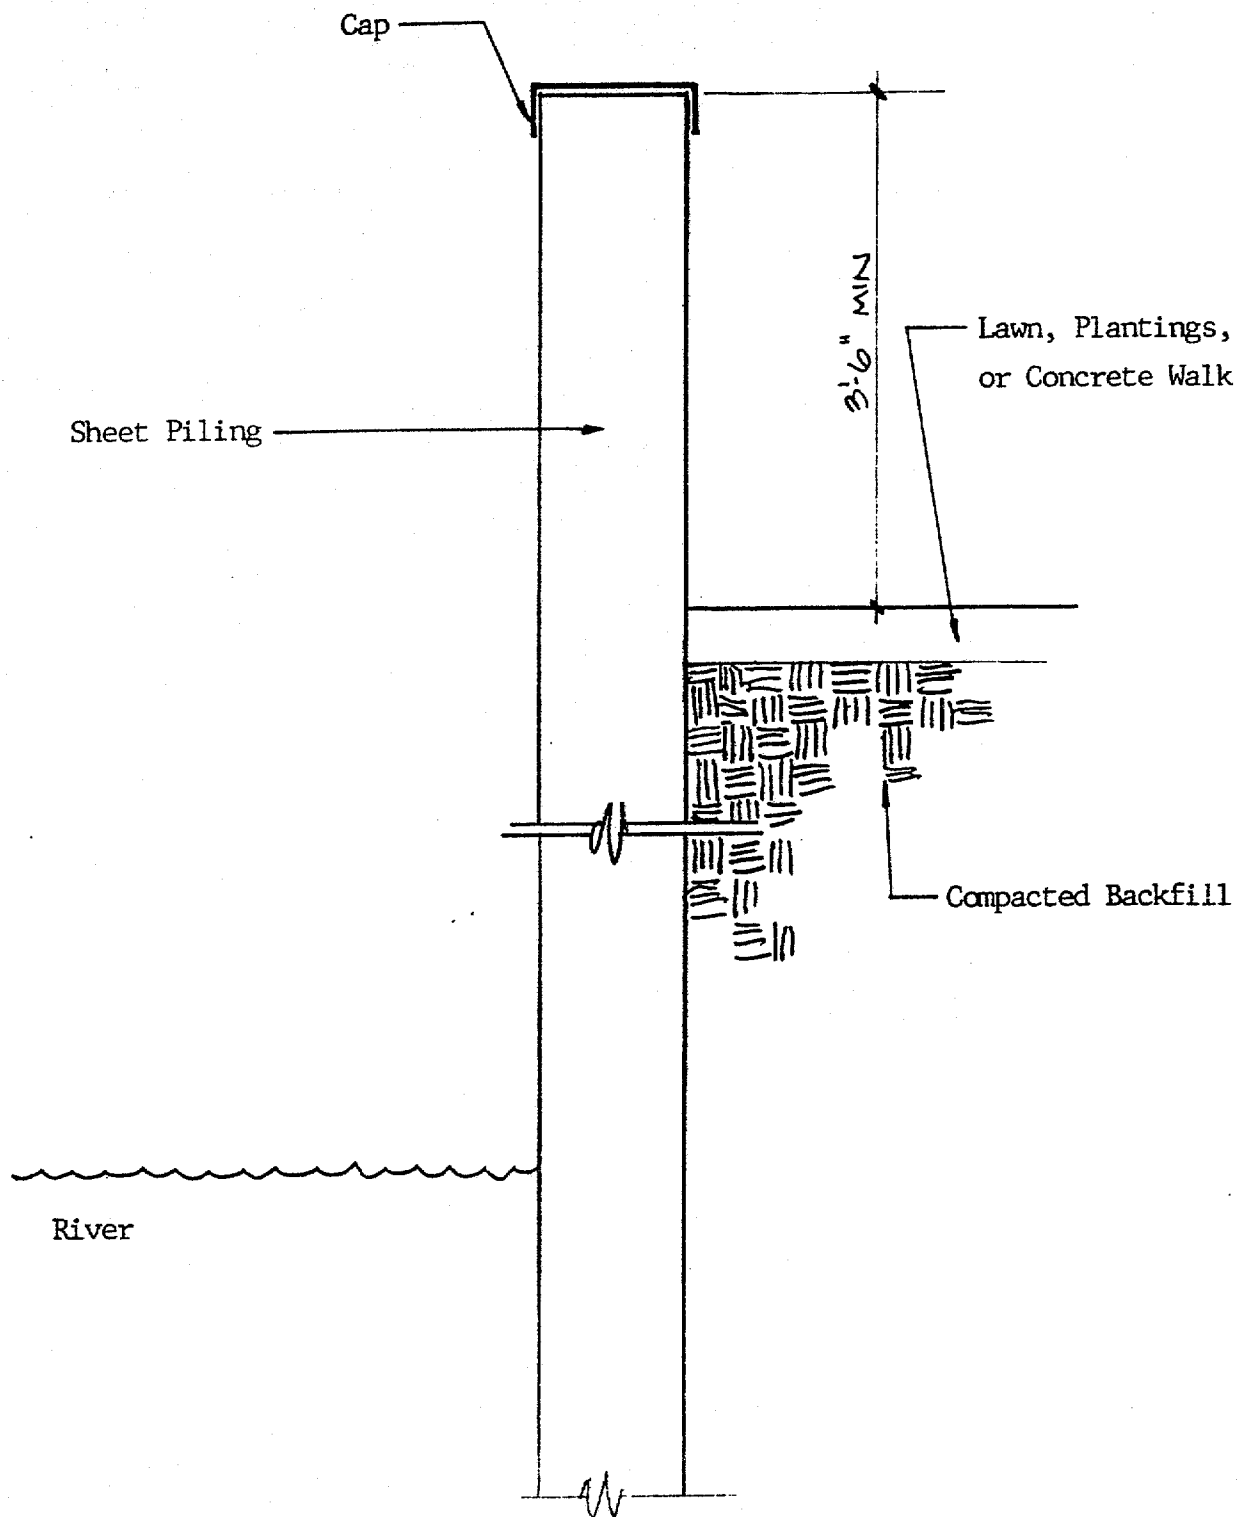 Cap
3'-6" MIN
Lawn, Plantings,
or Concrete Walk
Sheet Piling
Compacted Backfill
River